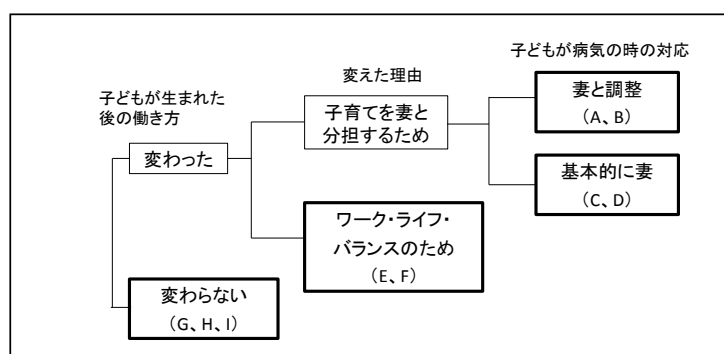 子どもが病気の時の対応
変えた理由
妻と調整
(A、B)
子どもが生まれた
後の働き方
子育てを妻と
分担するため
変わった
基本的に妻
(C、D)
ワーク・ライフ・
バランスのため
(E、F)
変わらない
(G、H、I)